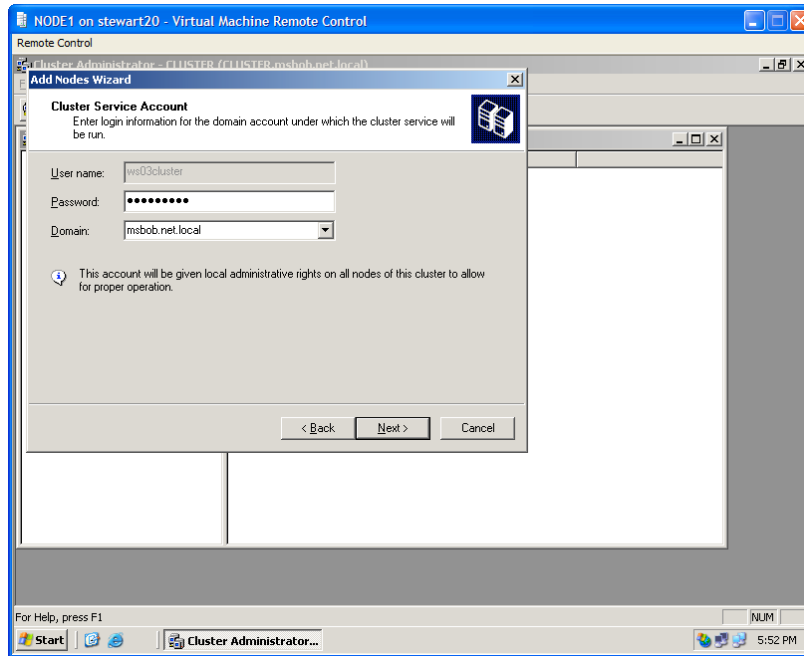 NODE1 on stewart20 - Virtual Machine Remote Control
Remote Control
Cluster Administrator - CLUSTER (CLUSTER.msbob.net.local)
Add Nodes Wizard
Cluster Service Account
Enter login information for the domain account under which the cluster service will
be run.
User name: ws03cluster
Password: •••••••••
Domain: msbob.net.local
This account will be given local administrative rights on all nodes of this cluster to allow
for proper operation.
< Back Next > Cancel
For Help, press F1
NUM
Start Cluster Administrator... 5:52 PM